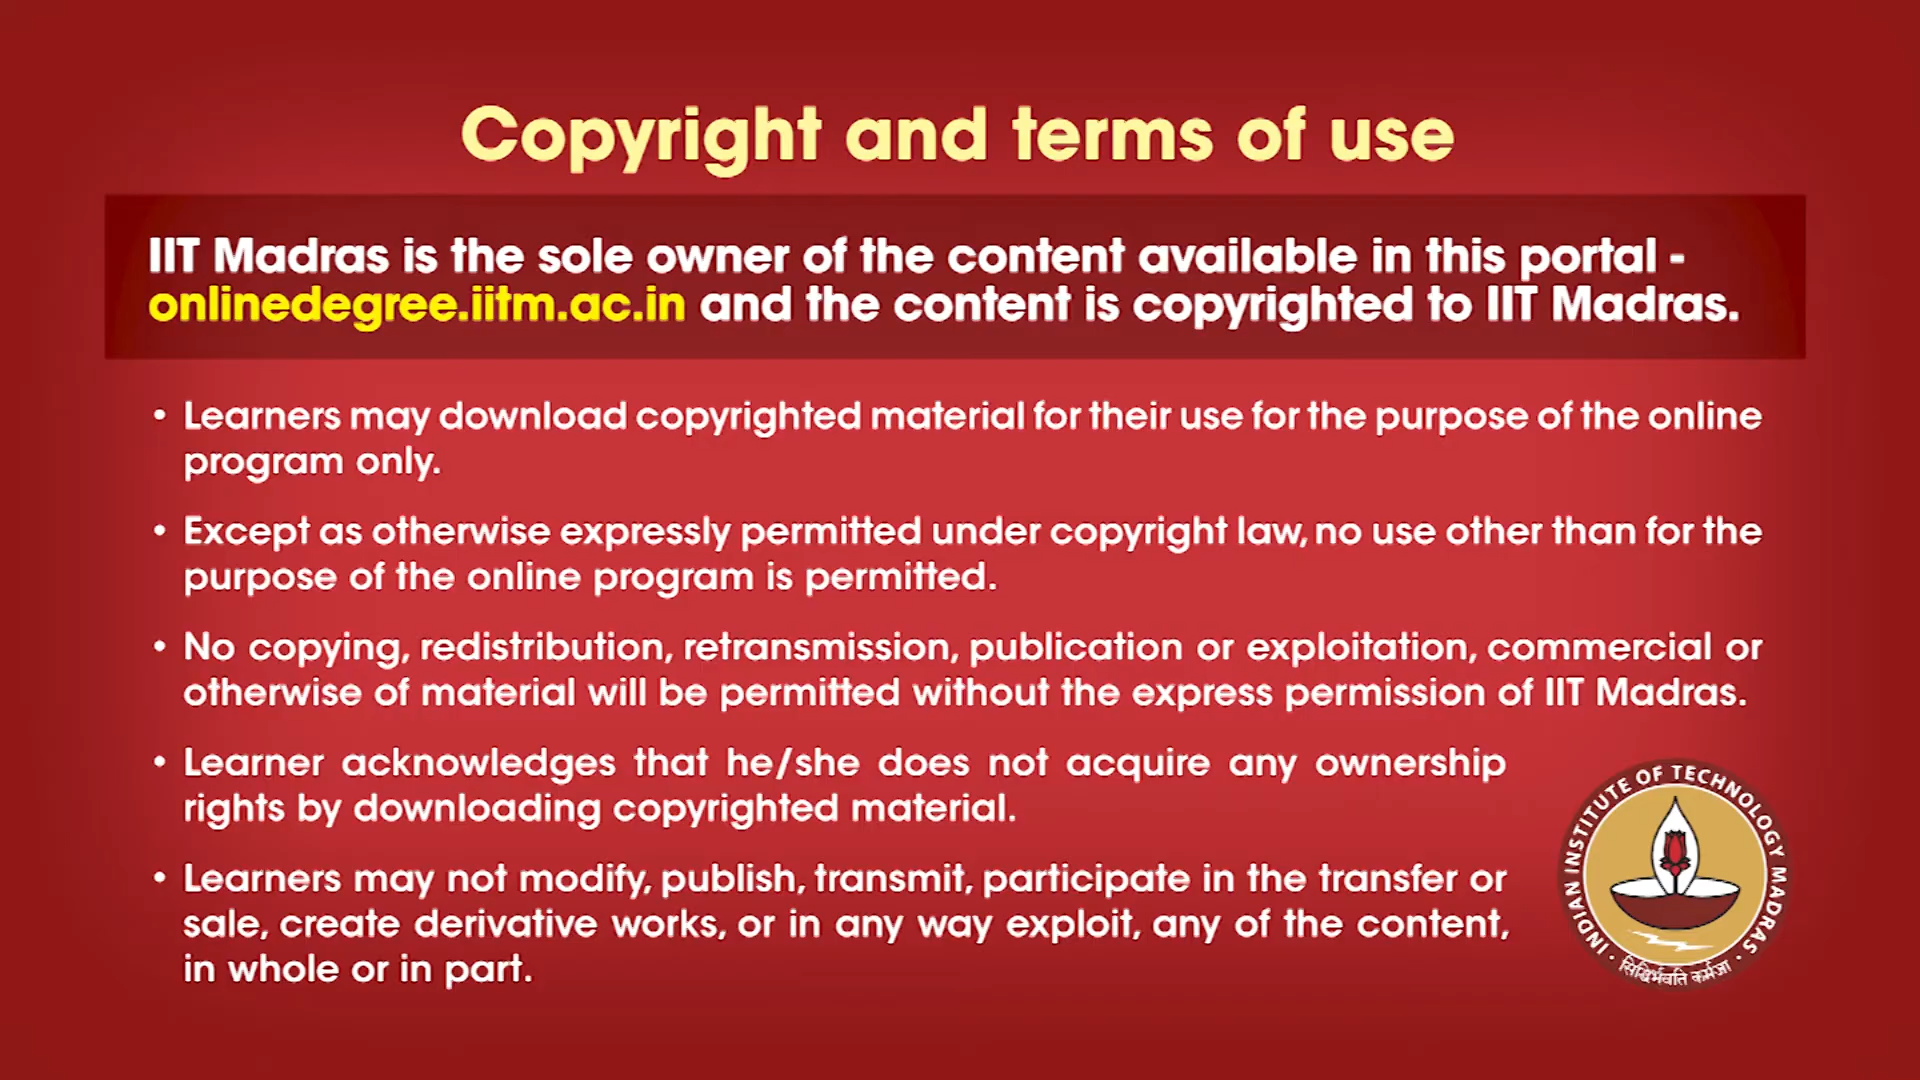 Copyright and terms of use
IIT Madras is the sole owner of the content available in this portal -
onlinedegree.iitm.ac.in and the content is copyrighted to IIT Madras.
• Learners may download copyrighted material for their use for the purpose of the online
program only.
• Except as otherwise expressly permitted under copyright law, no use other than for the
purpose of the online program is permitted.
• No copying, redistribution, retransmission, publication or exploitation, commercial or
otherwise of material will be permitted without the express permission of IIT Madras.
• Learner acknowledges that he/she does not acquire any ownership
rights by downloading copyrighted material.
• Learners may not modify, publish, transmit, participate in the transfer or
sale, create derivative works, or in any way exploit, any of the content,
in whole or in part.
INDIAN INSTITUTE OF TECHNOLOGY MADRAS
सिद्धिर्भवति कर्मजा